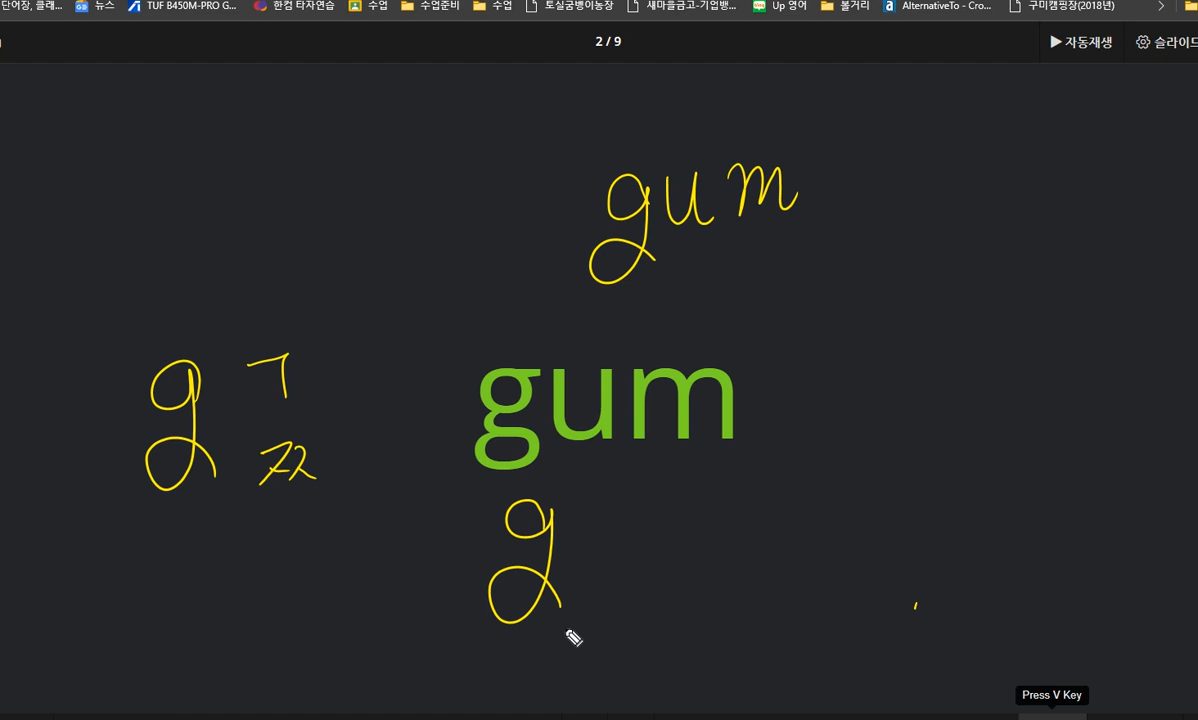 단어장, 클래... 뉴스 TUF B450M-PRO G... 한컴 타자연습 수업 수업준비 수업 토실굼벵이농장 새마을금고-기업뱅... Up 영어 볼거리 AlternativeTo - Cro... 구미캠핑장(2018년)
2 / 9 자동재생 슬라이드
gum
g ㄱ
ㅈ
gum
g
Press V Key